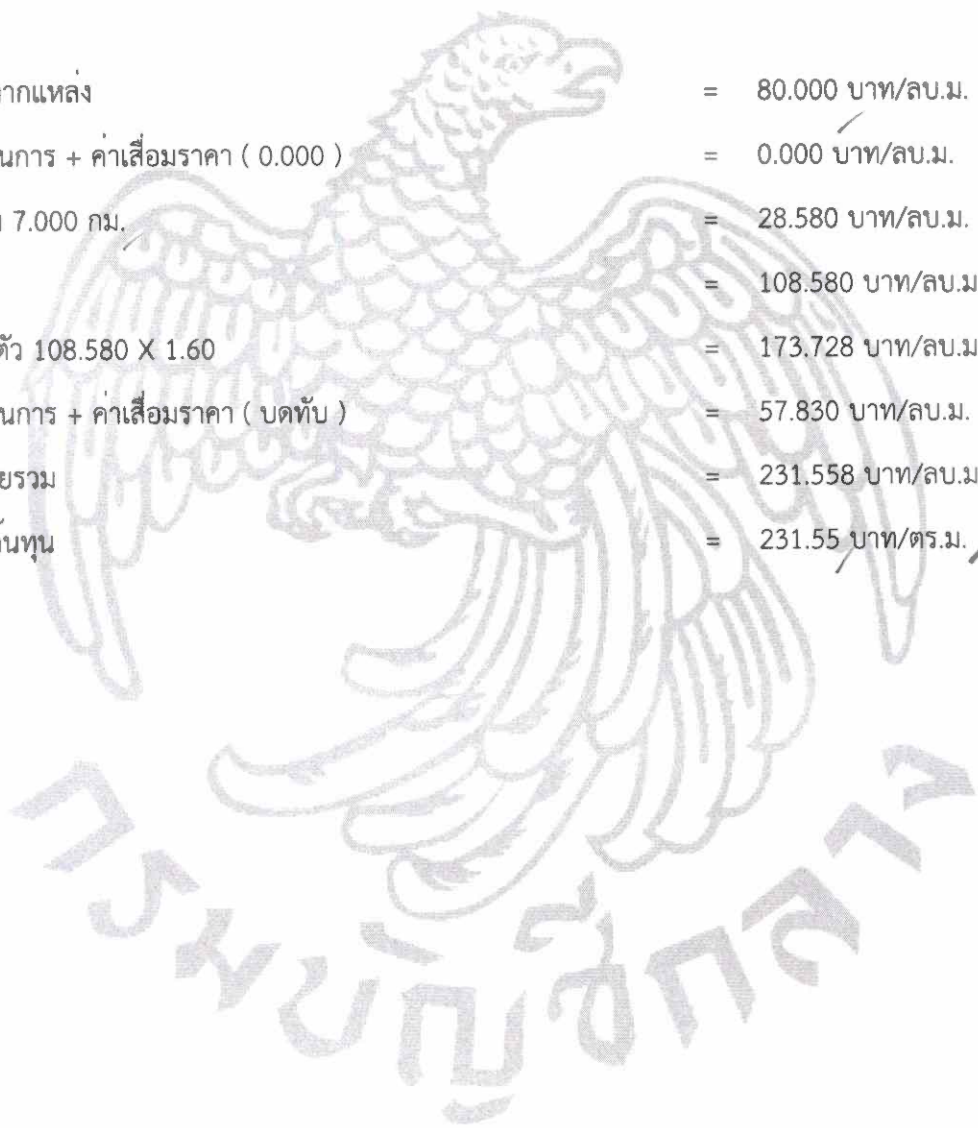 ากแหล่ง = 80.000 บาท/ลบ.ม.
นการ + ค่าเสื่อมราคา ( 0.000 ) = 0.000 บาท/ลบ.ม.
7.000 กม. = 28.580 บาท/ลบ.ม.
= 108.580 บาท/ลบ.ม
ตัว 108.580 X 1.60 = 173.728 บาท/ลบ.ม
นการ + ค่าเสื่อมราคา ( บดทับ ) = 57.830 บาท/ลบ.ม.
ยรวม = 231.558 บาท/ลบ.ม
ต้นทุน = 231.55 บาท/ตร.ม.
กรมบัญชีกลาง